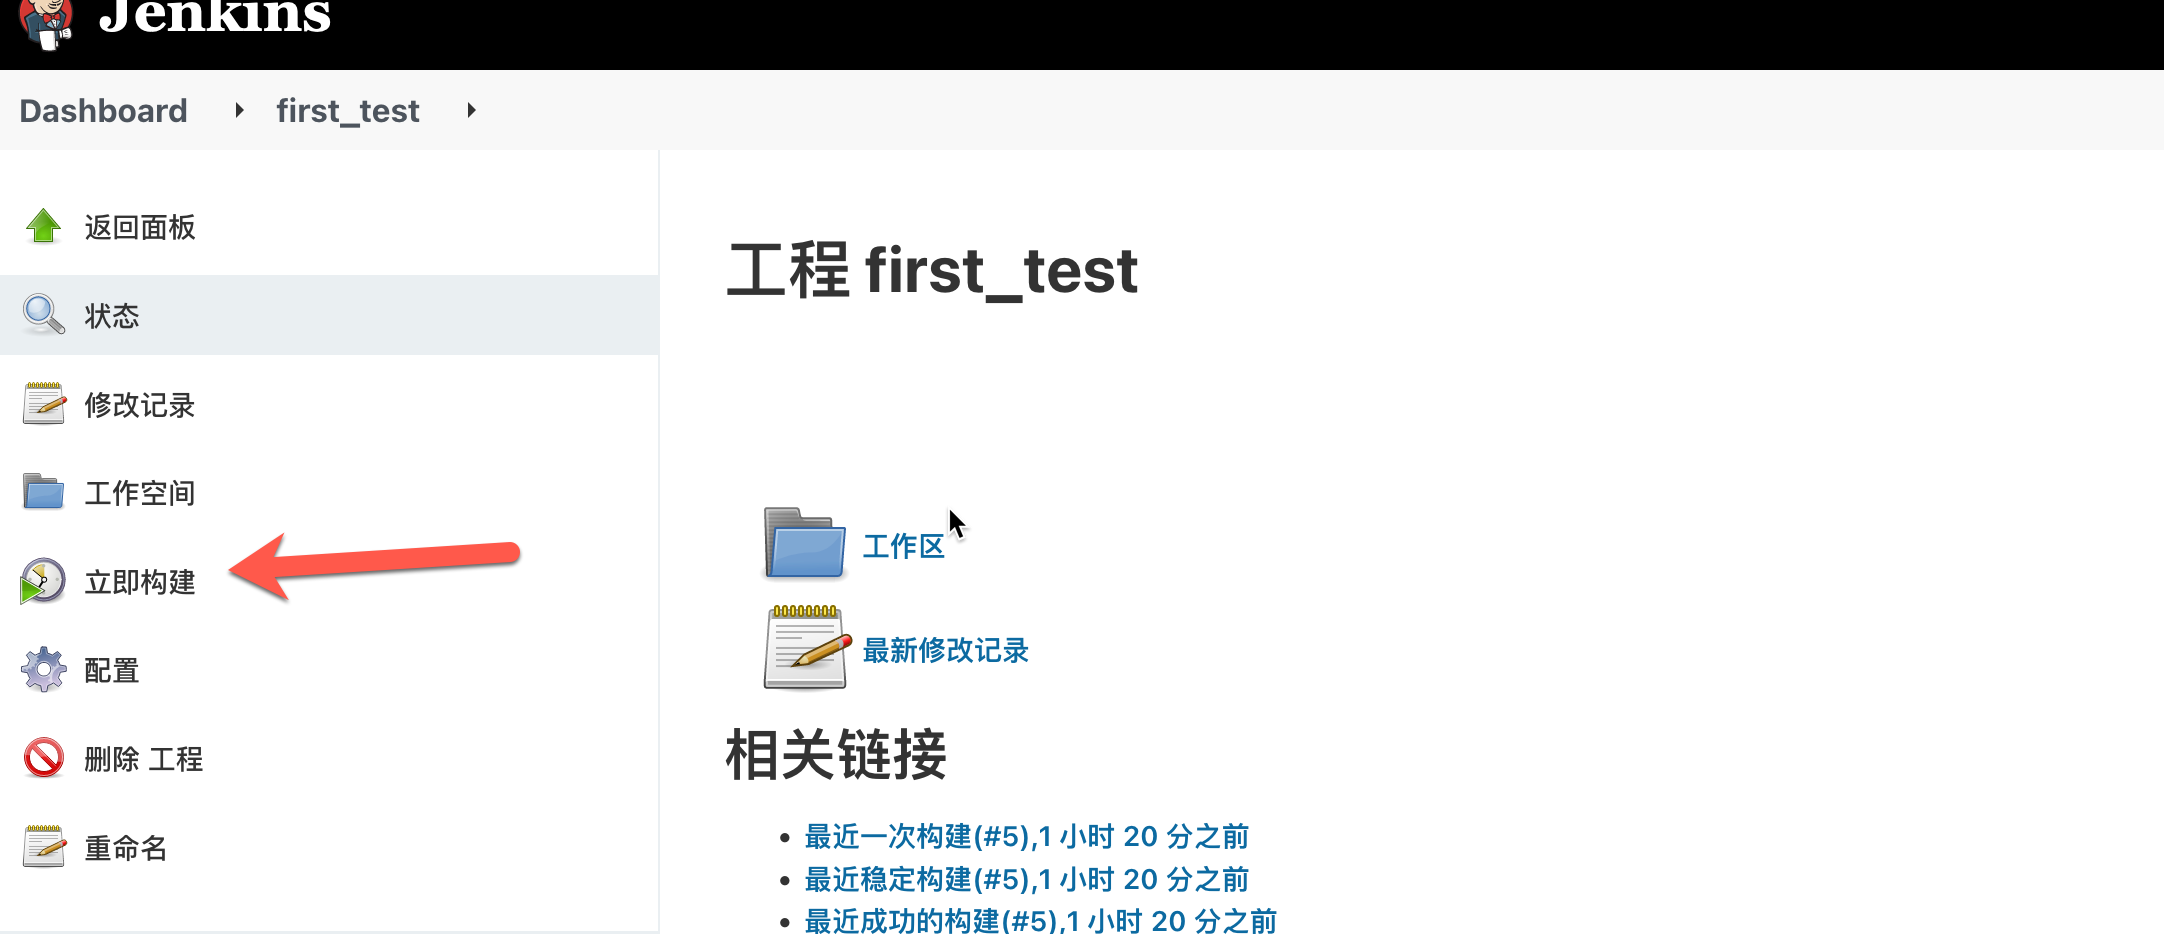 Jenkins
Dashboard first_test
返回面板
状态
修改记录
工作空间
立即构建
配置
删除 工程
重命名
工程 first_test
工作区
最新修改记录
相关链接
最近一次构建(#5),1 小时 20 分之前
最近稳定构建(#5),1 小时 20 分之前
最近成功的构建(#5),1 小时 20 分之前